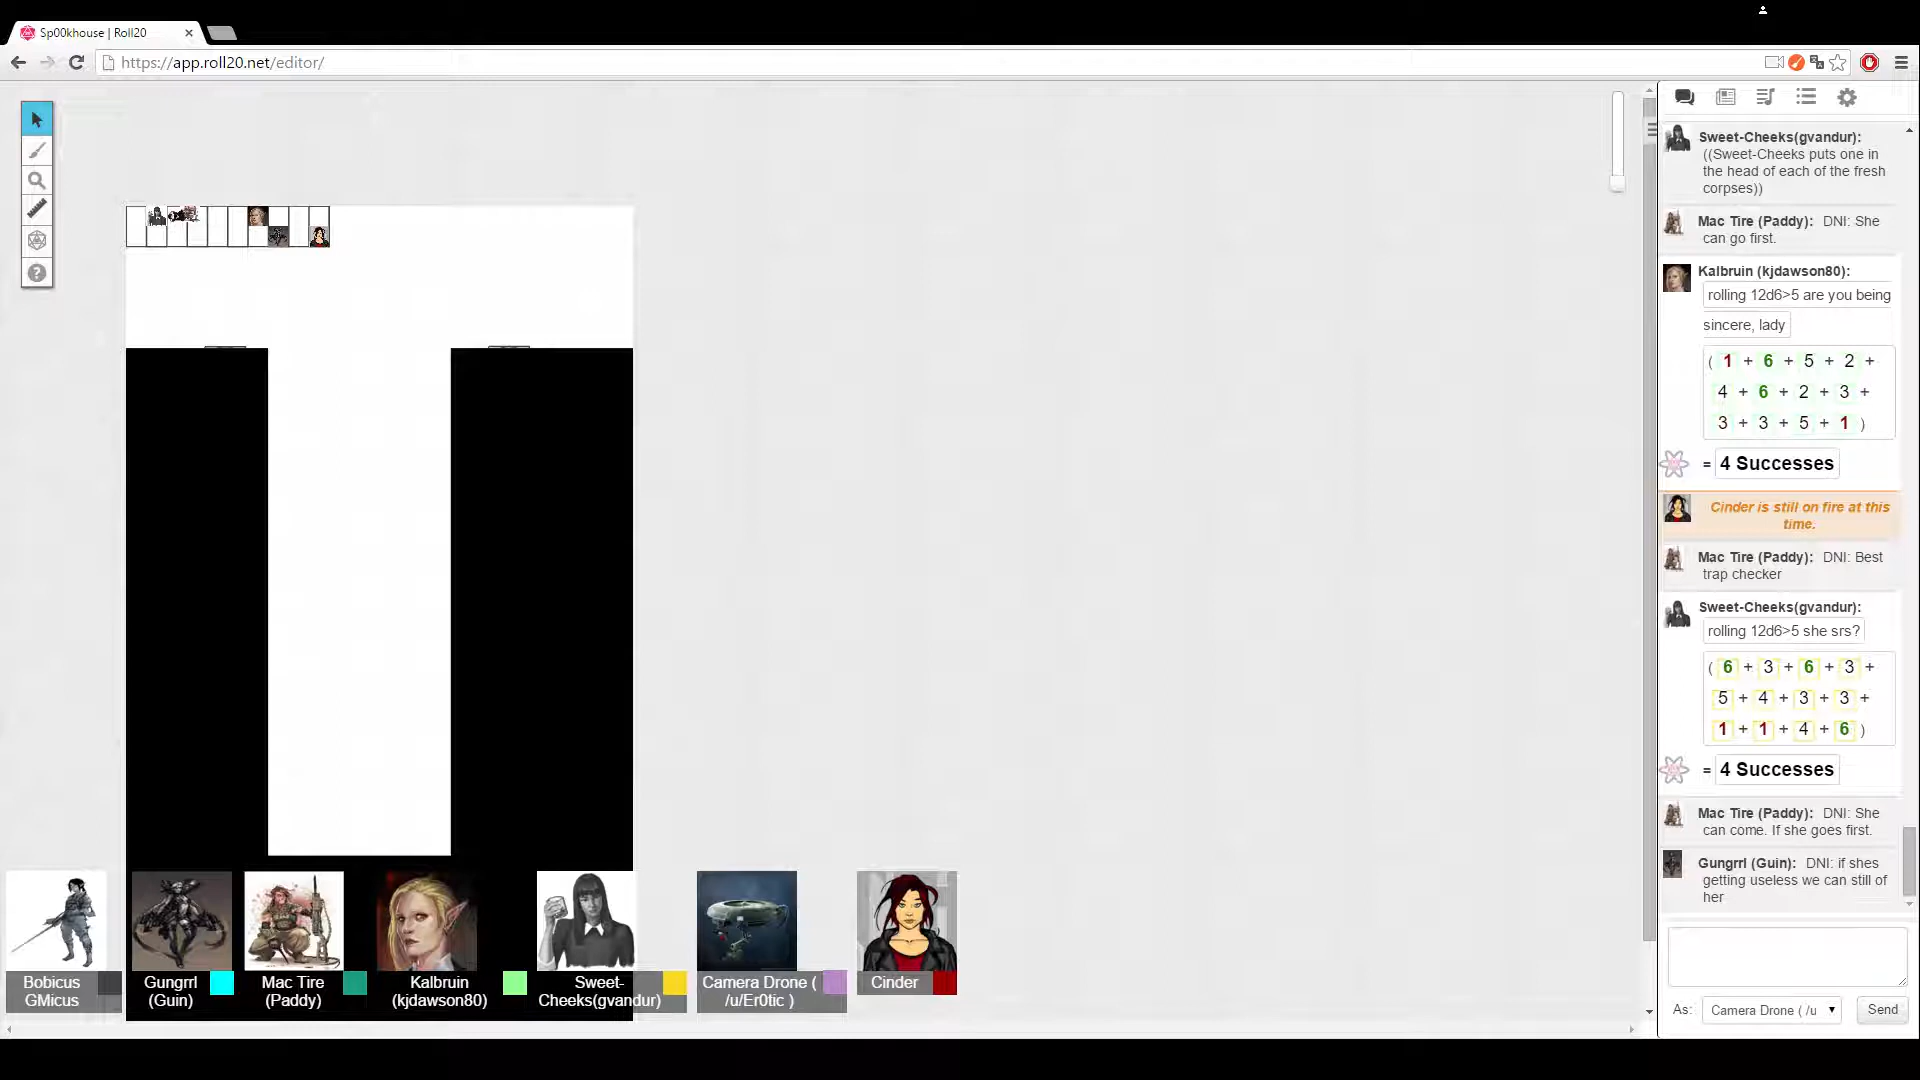 Sp00khouse | Roll20
https://app.roll20.net/editor/
Sweet-Cheeks(gvandur):
((Sweet-Cheeks puts one in
the head of each of the fresh
corpses))
Mac Tire (Paddy): DNI: She
can go first.
Kalbruin (kjdawson80):
rolling 12d6>5 are you being
sincere, lady
( 1 + 6 + 5 + 2 +
4 + 6 + 2 + 3 +
3 + 3 + 5 + 1 )
= 4 Successes
Cinder is still on fire at this
time.
Mac Tire (Paddy): DNI: Best
trap checker
Sweet-Cheeks(gvandur):
rolling 12d6>5 she srs?
( 6 + 3 + 6 + 3 +
5 + 4 + 3 + 3 +
1 + 1 + 4 + 6 )
= 4 Successes
Mac Tire (Paddy): DNI: She
can come. If she goes first.
Gungrrl (Guin): DNI: if shes
getting useless we can still of
her
As: Camera Drone ( /u Send
Bobicus
GMicus
Gungrrl
(Guin)
Mac Tire
(Paddy)
Kalbruin
(kjdawson80)
Sweet-
Cheeks(gvandur)
Camera Drone (
/u/Er0tic )
Cinder